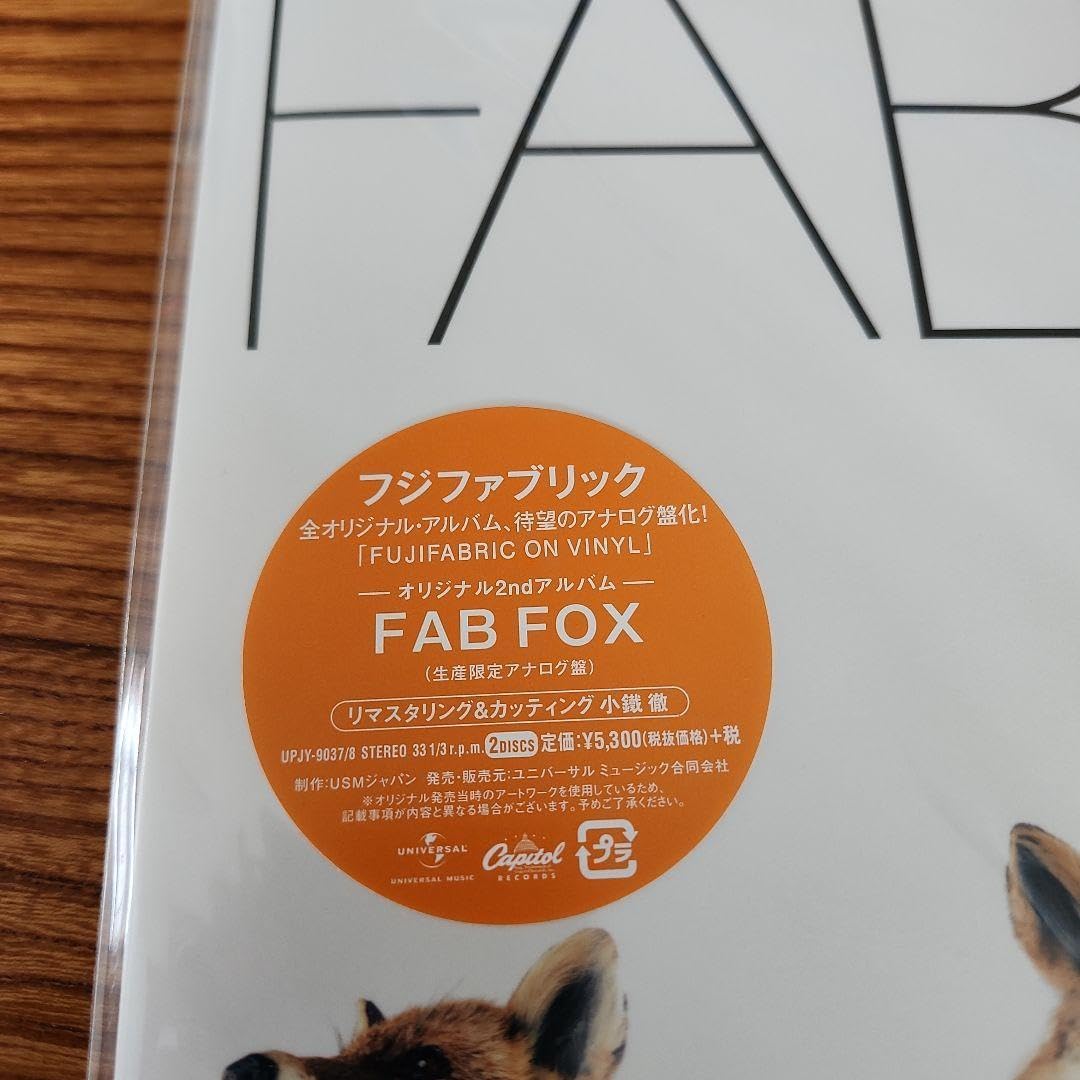 FAB
フジファブリック
全オリジナル・アルバム、待望のアナログ盤化!
「FUJIFABRIC ON VINYL」
オリジナル2ndアルバム
FAB FOX
(生産限定アナログ盤)
リマスタリング&カッティング 小鐵 徹
UPJY-9037/8 STEREO 33 1/3 r.p.m. 2DISCS 定価:¥5,300(税抜価格)+税
制作:USMジャパン 発売・販売元:ユニバーサル ミュージック合同会社
※オリジナル発売当時のアートワークを使用しているため、
記載事項が内容と異なる場合がございます。予めご了承ください。
UNIVERSAL
UNIVERSAL MUSIC
Capitol
RECORDS
プラ